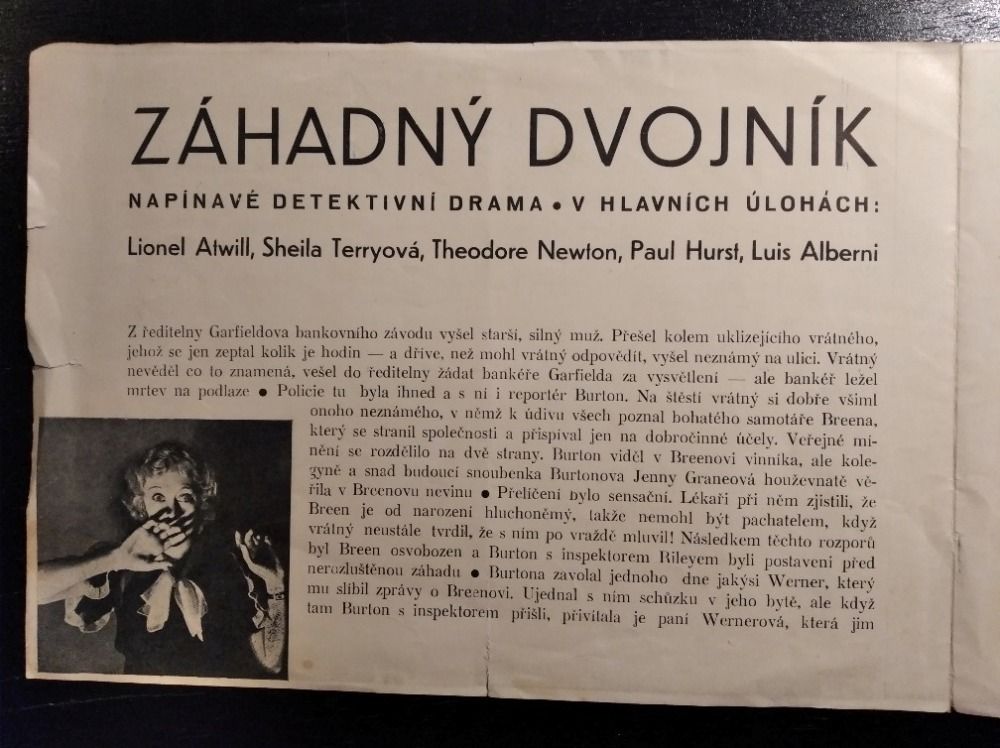 ZÁHADNÝ DVOJNÍK
NAPÍNAVÉ DETEKTIVNÍ DRAMA • V HLAVNÍCH ÚLOHÁCH:
Lionel Atwill, Sheila Terryová, Theodore Newton, Paul Hurst, Luis Alberni
Z ředitelny Garfieldova bankovního závodu vyšel starší, silný muž. Přešel kolem uklizejícího vrátného,
jehož se jen zeptal kolik je hodin — a dříve, než mohl vrátný odpovědít, vyšel neznámý na ulici. Vrátný
nevěděl co to znamená, vešel do ředitelny žádat bankéře Garfielda za vysvětlení — ale bankéř ležel
mrtev na podlaze ● Policie tu byla ihned a s ní i reportér Burton. Na štěstí vrátný si dobře všiml
onoho neznámého, v němž k údivu všech poznal bohatého samotáře Breena,
který se stranil společnosti a přispíval jen na dobročinné účely. Veřejné mí-
nění se rozdělilo na dvě strany. Burton viděl v Breenovi vinníka, ale kole-
gyně a snad budoucí snoubenka Burtonova Jenny Graneová houževnatě vě-
řila v Breenovu nevinu ● Přelíčení bylo sensační. Lékaři při něm zjistili, že
Breen je od narození hluchoněmý, takže nemohl být pachatelem, když
vrátný neustále tvrdil, že s ním po vraždě mluvil! Následkem těchto rozporů
byl Breen osvobozen a Burton s inspektorem Rileyem byli postaveni před
nerozluštěnou záhadu ● Burtona zavolal jednoho dne jakýsi Werner, který
mu slíbil zprávy o Breenovi. Ujednal s ním schůzku v jeho bytě, ale když
tam Burton s inspektorem přišli, přivítala je paní Wernerová, která jim